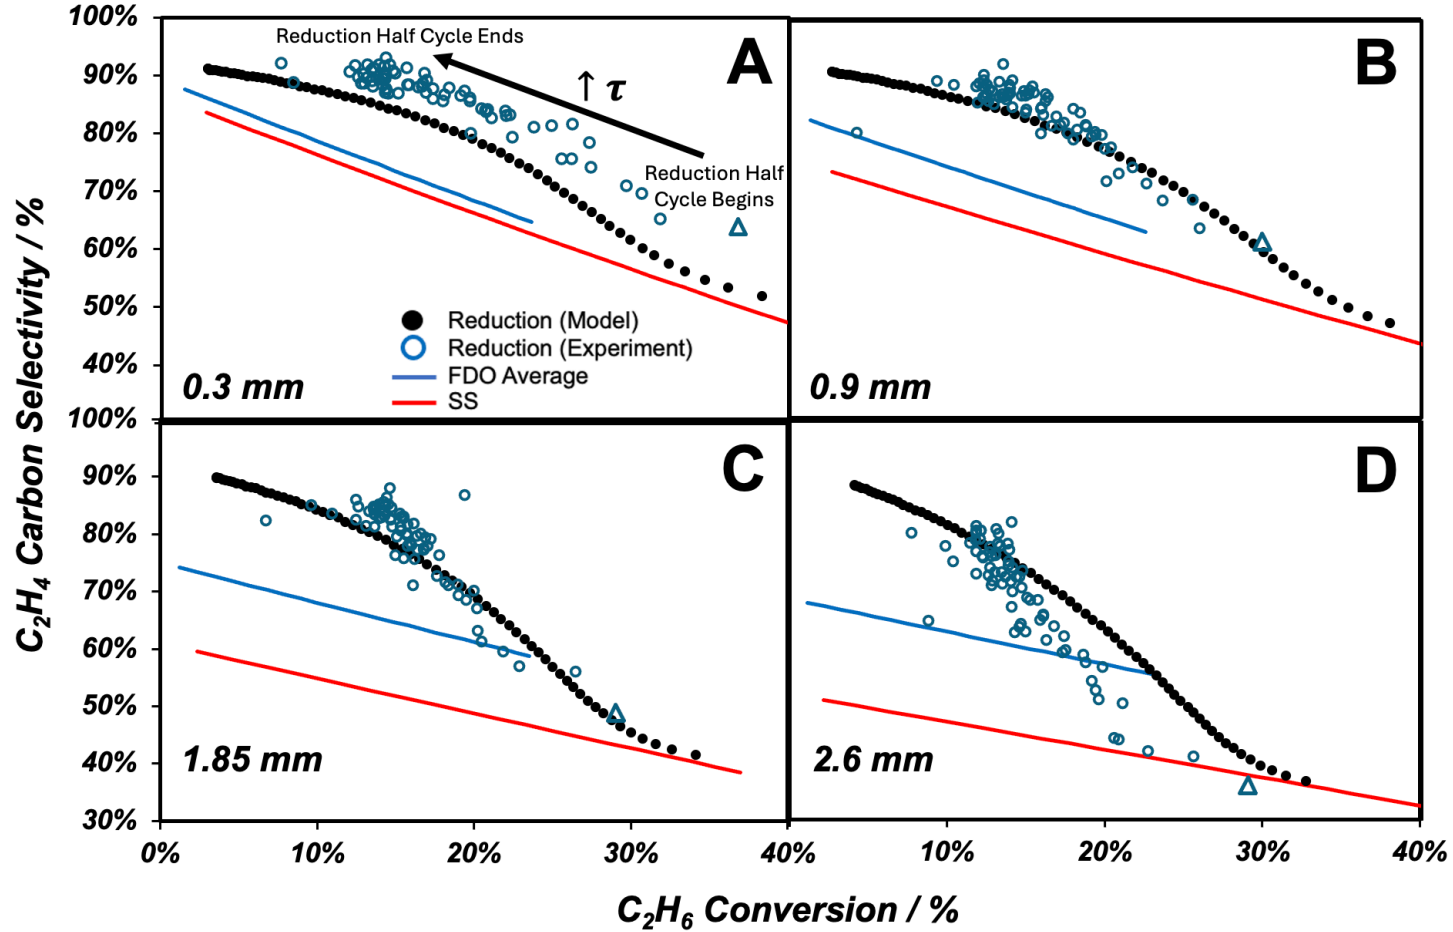 100%
90%
80%
70%
60%
50%
40%
Reduction Half Cycle Ends
↑ τ
A
Reduction Half
Cycle Begins
Reduction (Model)
Reduction (Experiment)
FDO Average
SS
0.3 mm
B
0.9 mm
100%
90%
80%
70%
60%
50%
40%
30%
C
1.85 mm
D
2.6 mm
0%
10%
20%
30%
40%
10%
20%
30%
40%
C₂H₄ Carbon Selectivity / %
C₂H₆ Conversion / %